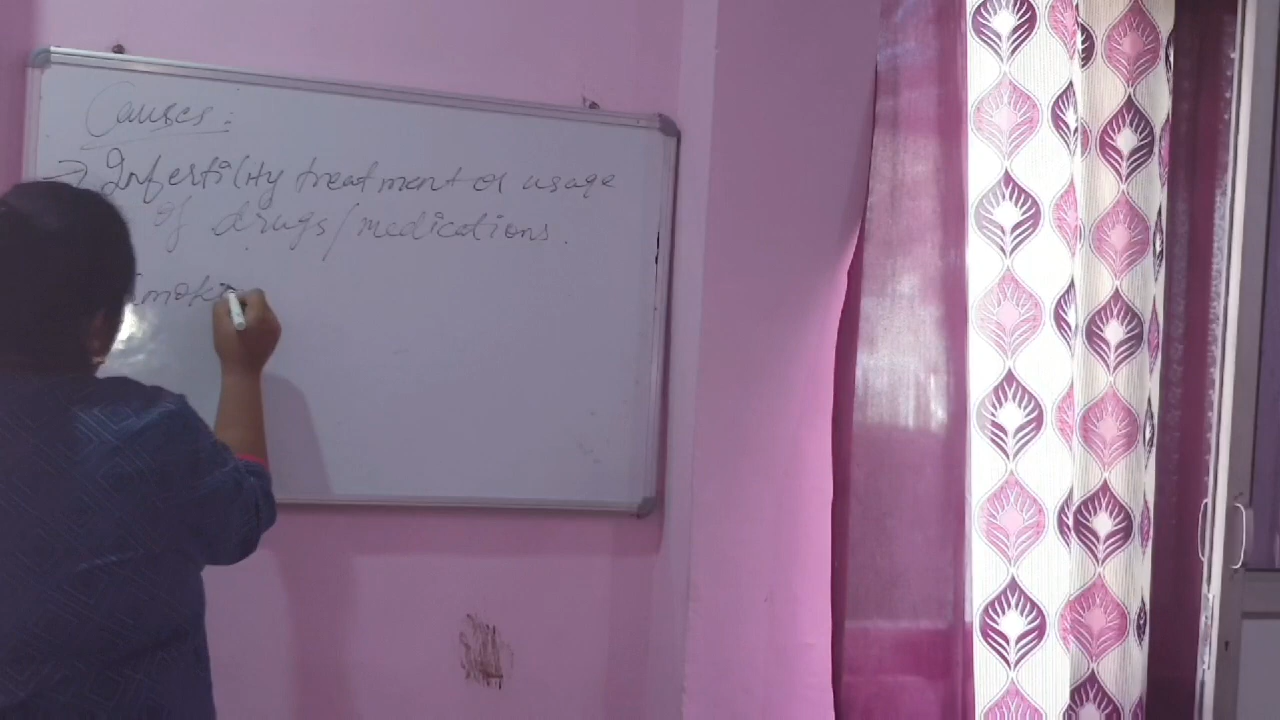 Causes:
→ Infertility treatment or usage
of drugs/medications.